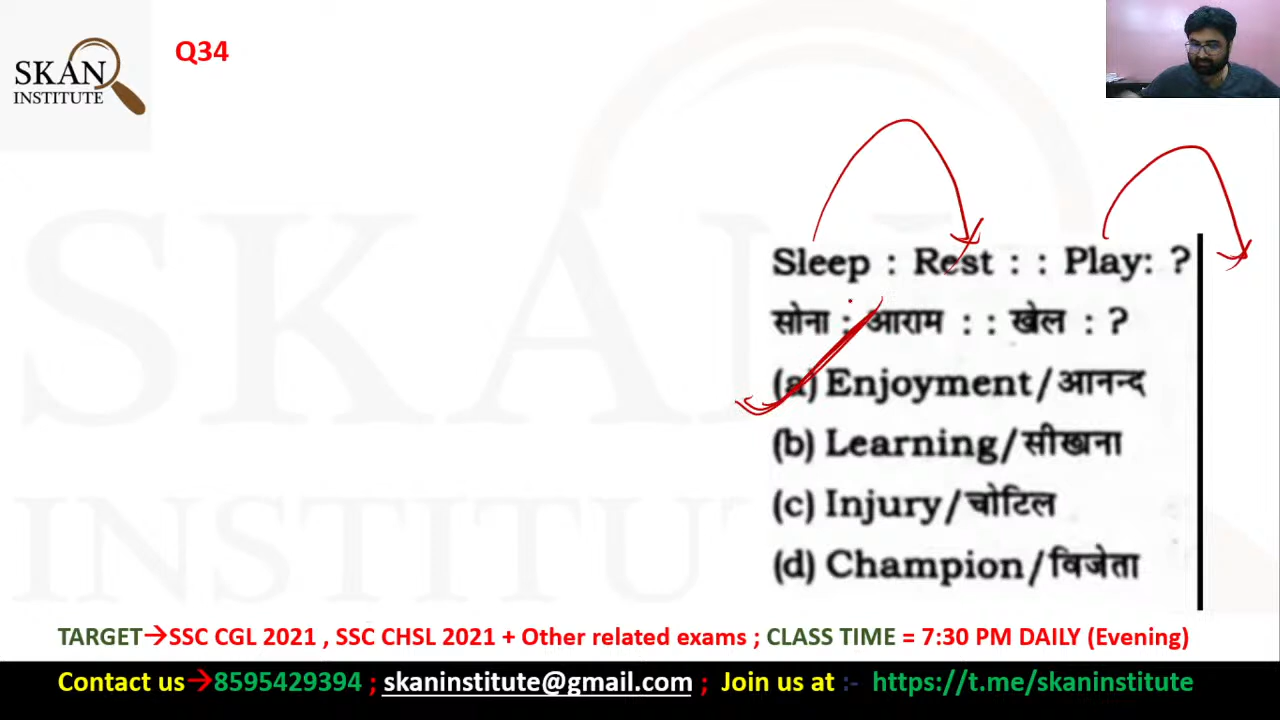 SKAN
INSTITUTE
Q34
Sleep : Rest : : Play: ?
सोना : आराम : : खेल : ?
(a) Enjoyment/आनन्द
(b) Learning/सीखना
(c) Injury/चोटिल
(d) Champion/विजेता
SKAN
INSTITU
TARGET→SSC CGL 2021 , SSC CHSL 2021 + Other related exams ; CLASS TIME = 7:30 PM DAILY (Evening)
Contact us→8595429394 ; skaninstitute@gmail.com ; Join us at :- https://t.me/skaninstitute